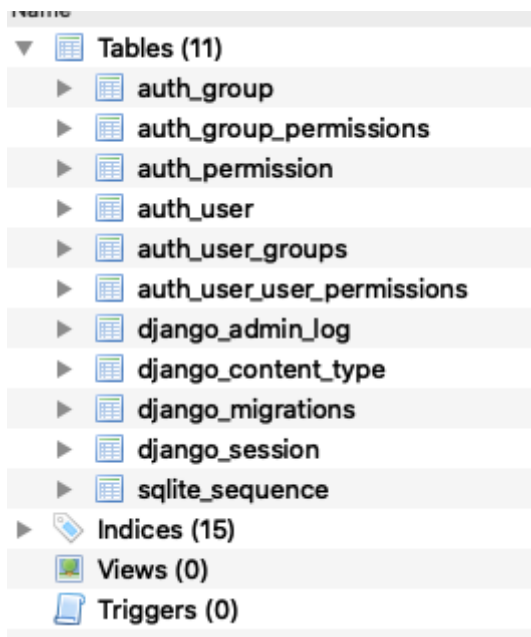 Name
Tables (11)
auth_group
auth_group_permissions
auth_permission
auth_user
auth_user_groups
auth_user_user_permissions
django_admin_log
django_content_type
django_migrations
django_session
sqlite_sequence
Indices (15)
Views (0)
Triggers (0)